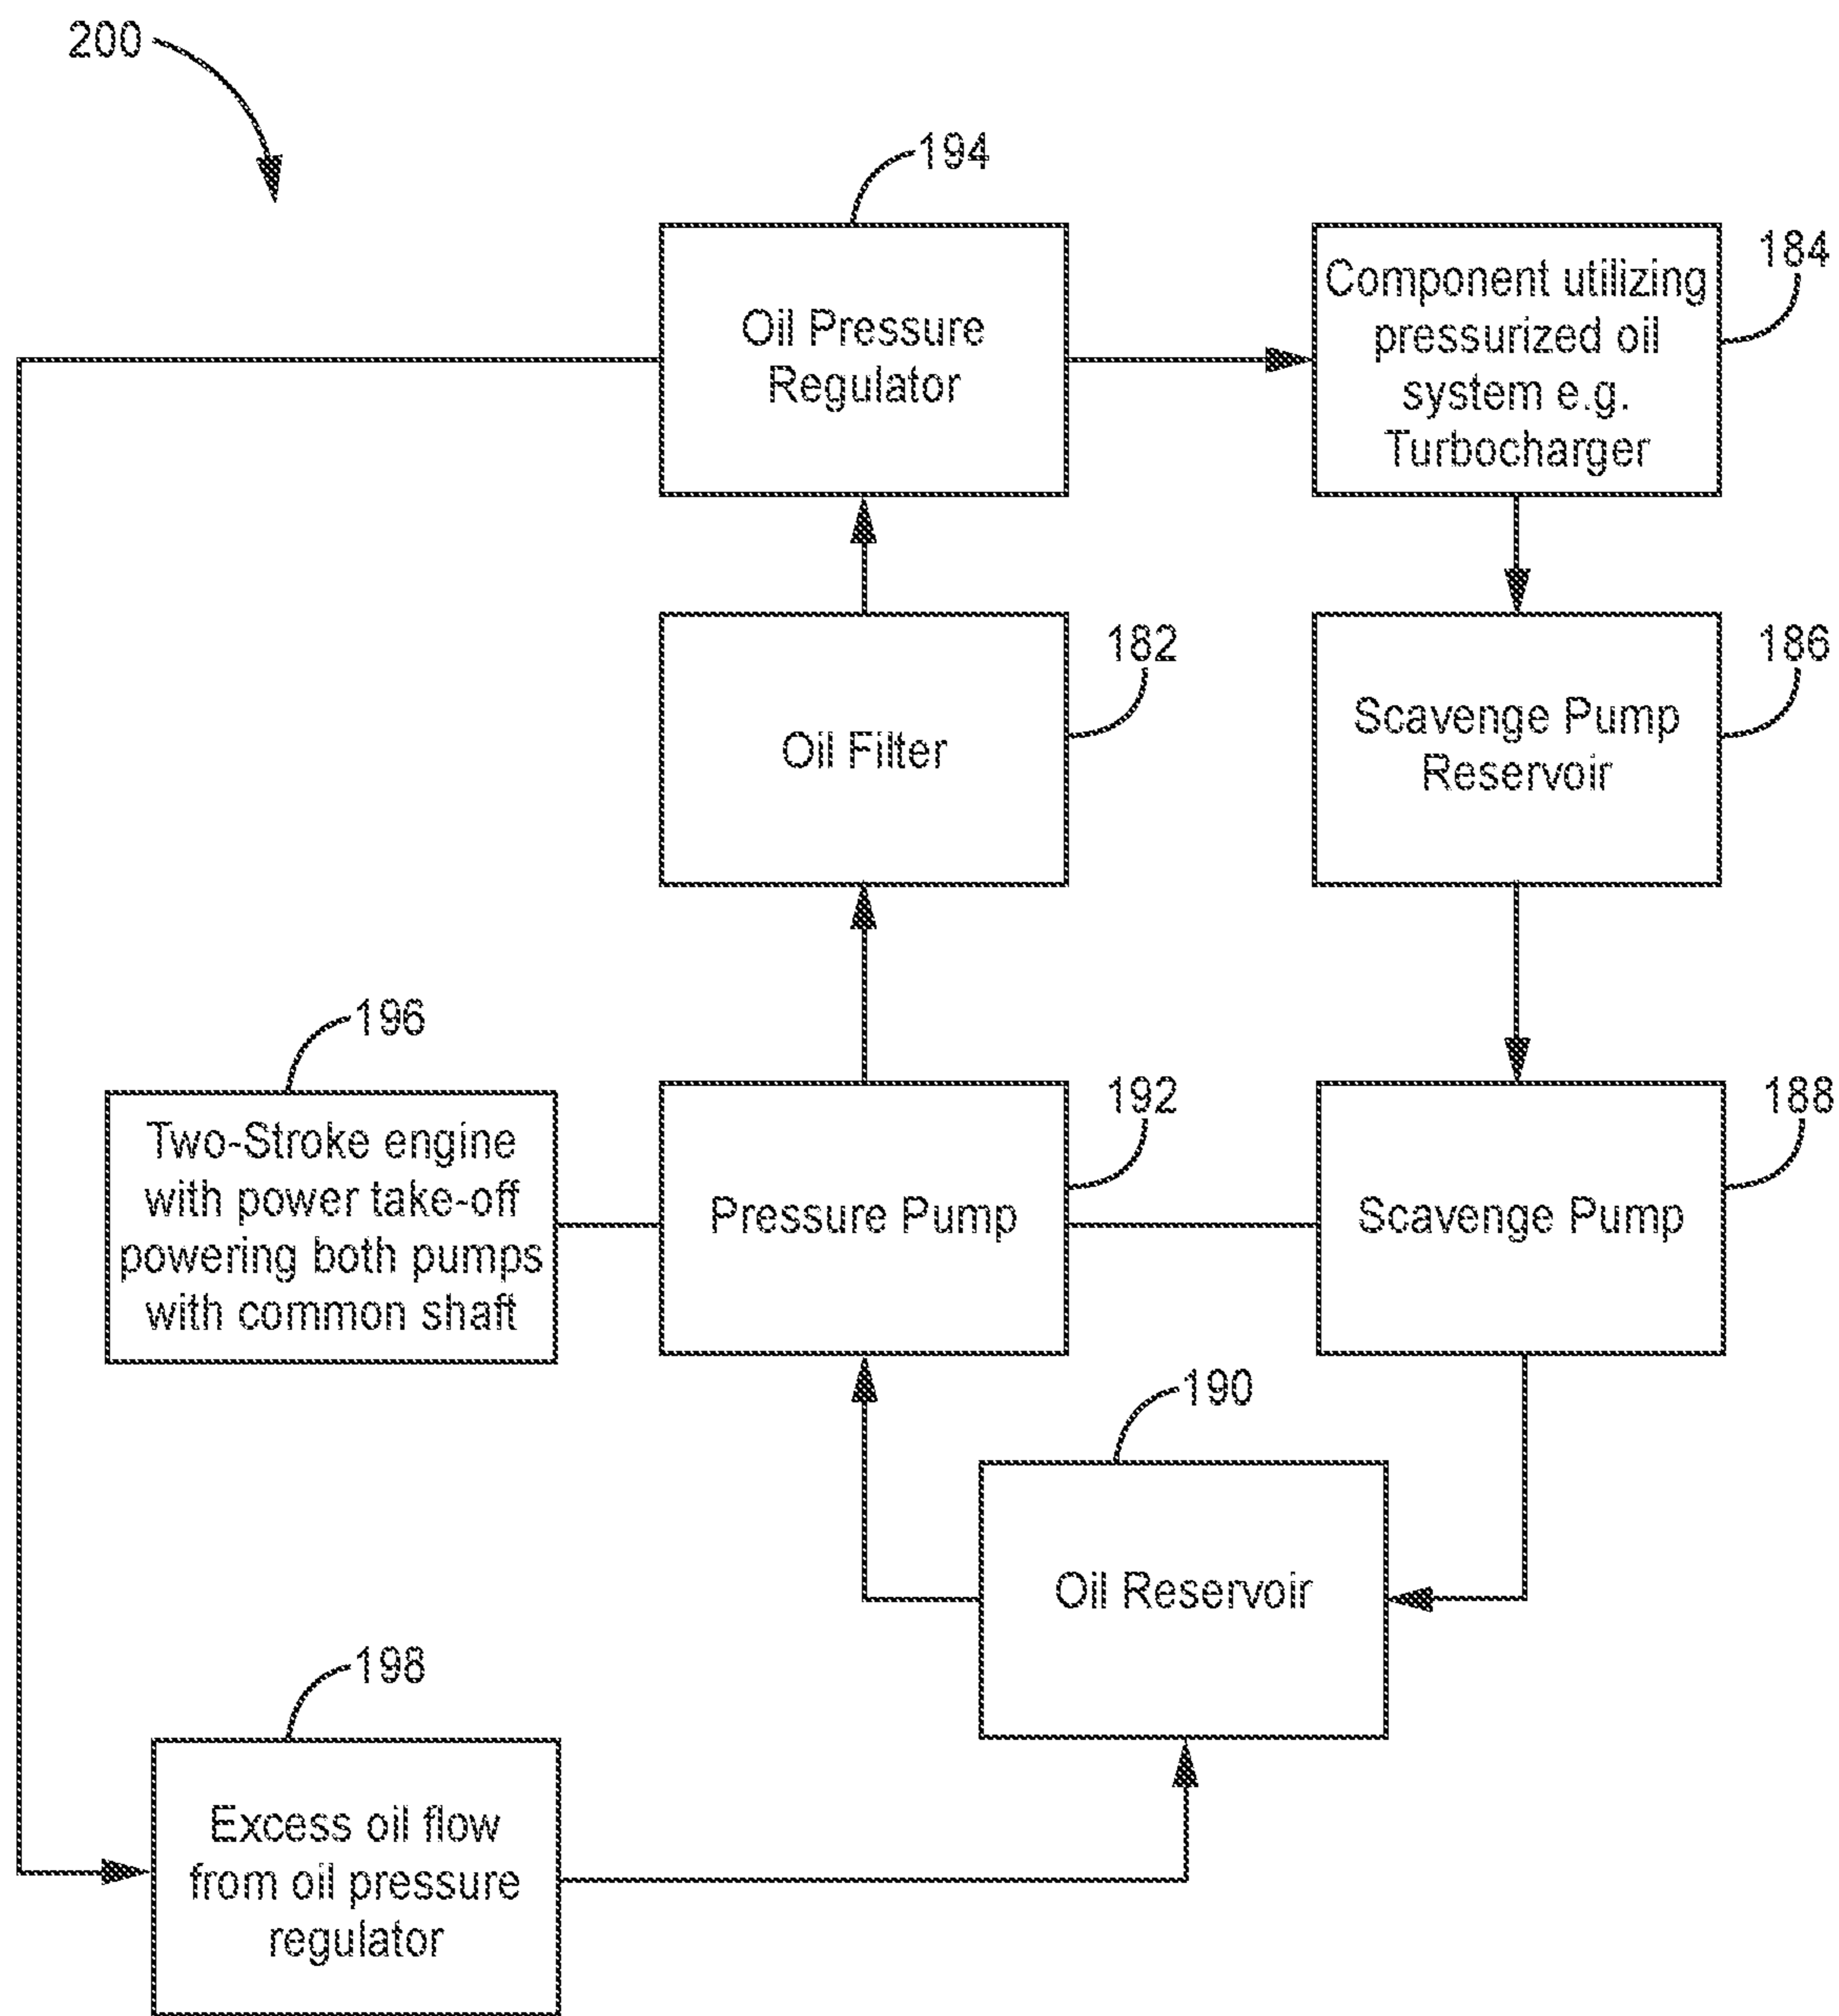 200
194
Oil Pressure
Regulator
184
Component utilizing
pressurized oil
system e.g.
Turbocharger
182
Oil Filter
186
Scavenge Pump
Reservoir
196
Two-Stroke engine
with power take-off
powering both pumps
with common shaft
192
Pressure Pump
188
Scavenge Pump
190
Oil Reservoir
198
Excess oil flow
from oil pressure
regulator